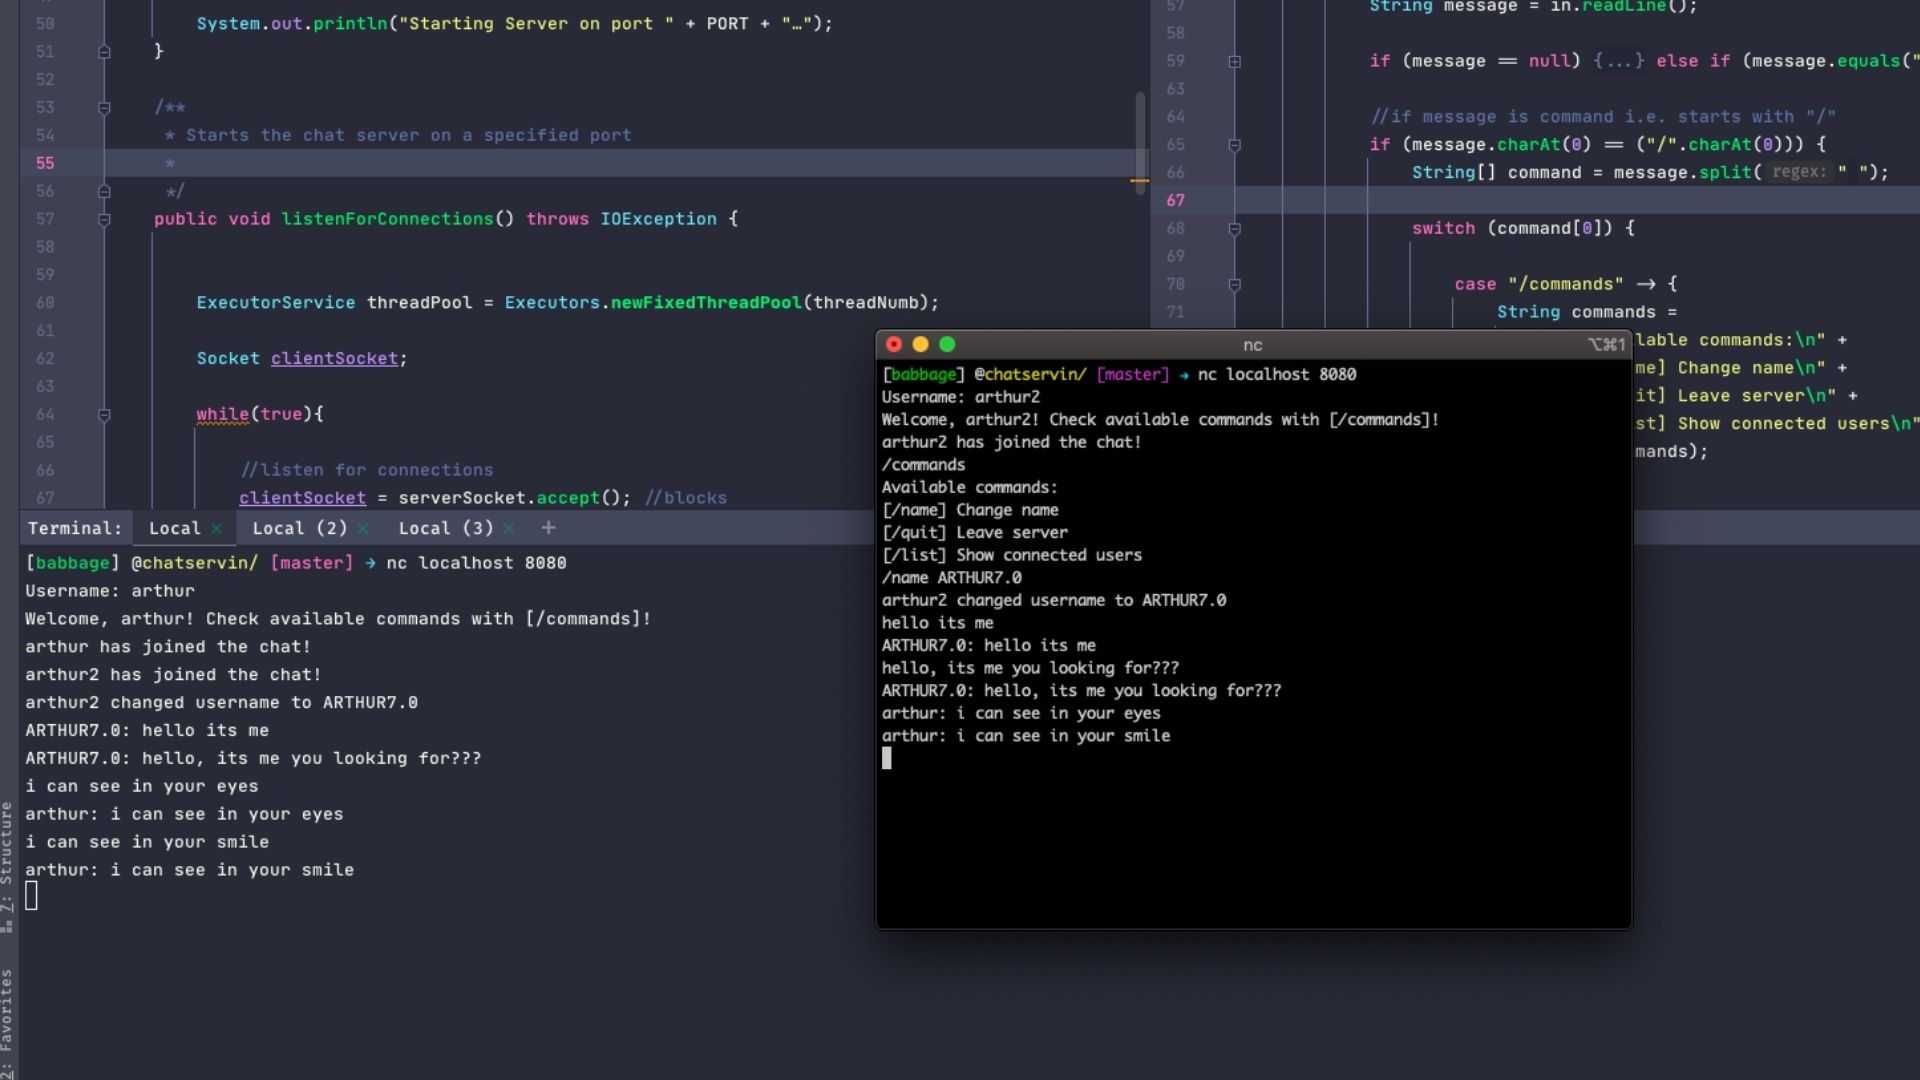 50 System.out.println("Starting Server on port " + PORT + "…");
51 }
52
53 /**
54 * Starts the chat server on a specified port
55 *
56 */
57 public void listenForConnections() throws IOException {
58
59
60 ExecutorService threadPool = Executors.newFixedThreadPool(threadNumb);
61
62 Socket clientSocket;
63
64 while(true){
65
66 //listen for connections
67 clientSocket = serverSocket.accept(); //blocks
57 String message = in.readLine();
58
59 if (message == null) {...} else if (message.equals("
63
64 //if message is command i.e. starts with "/"
65 if (message.charAt(0) == ("/".charAt(0))) {
66 String[] command = message.split( regex: " ");
67
68 switch (command[0]) {
69
70 case "/commands" -> {
71 String commands =
lable commands:\n" +
me] Change name\n" +
it] Leave server\n" +
st] Show connected users\n"
mands);
Terminal: Local × Local (2) × Local (3) × +
[babbage] @chatservin/ [master] → nc localhost 8080
Username: arthur
Welcome, arthur! Check available commands with [/commands]!
arthur has joined the chat!
arthur2 has joined the chat!
arthur2 changed username to ARTHUR7.0
ARTHUR7.0: hello its me
ARTHUR7.0: hello, its me you looking for???
i can see in your eyes
arthur: i can see in your eyes
i can see in your smile
arthur: i can see in your smile
nc ⌥⌘1
[babbage] @chatservin/ [master] → nc localhost 8080
Username: arthur2
Welcome, arthur2! Check available commands with [/commands]!
arthur2 has joined the chat!
/commands
Available commands:
[/name] Change name
[/quit] Leave server
[/list] Show connected users
/name ARTHUR7.0
arthur2 changed username to ARTHUR7.0
hello its me
ARTHUR7.0: hello its me
hello, its me you looking for???
ARTHUR7.0: hello, its me you looking for???
arthur: i can see in your eyes
arthur: i can see in your smile
7: Structure
2: Favorites